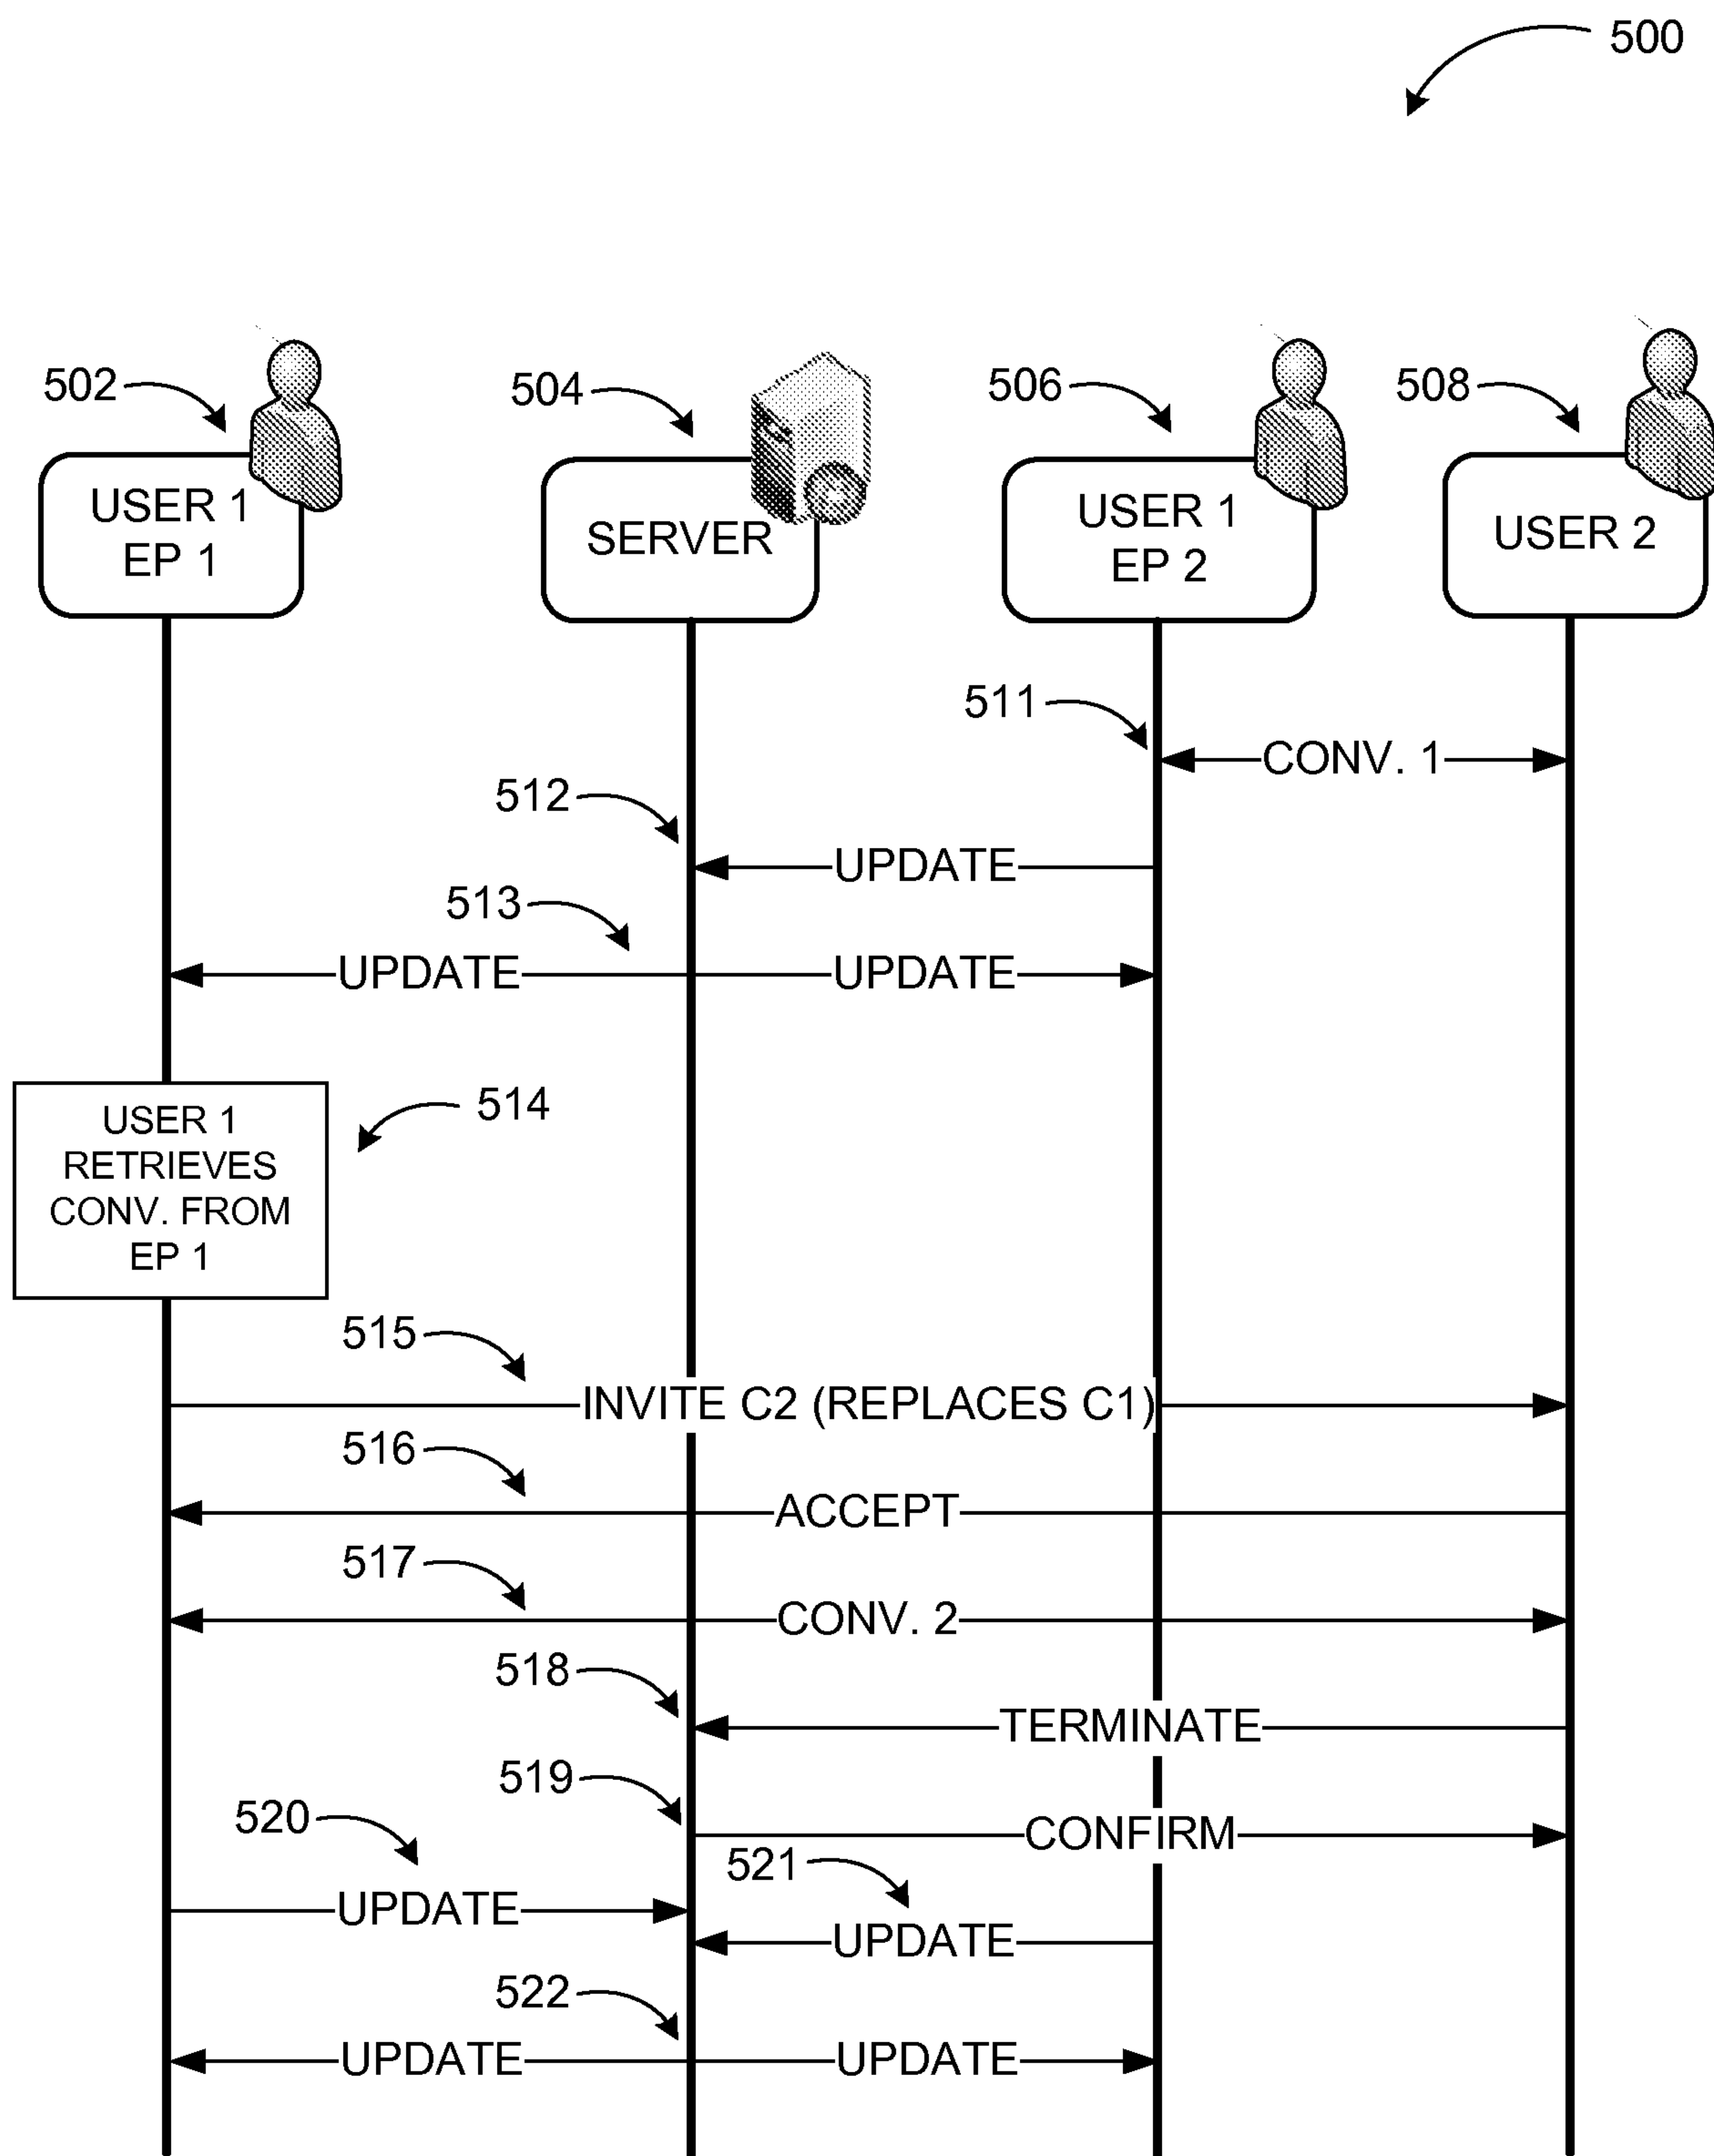 500
502
504
506
508
USER 1
EP 1
SERVER
USER 1
EP 2
USER 2
511
CONV. 1
512
UPDATE
513
UPDATE
UPDATE
USER 1
RETRIEVES
CONV. FROM
EP 1
514
515
INVITE C2 (REPLACES C1)
516
ACCEPT
517
CONV. 2
518
TERMINATE
519
CONFIRM
520
UPDATE
521
UPDATE
522
UPDATE
UPDATE